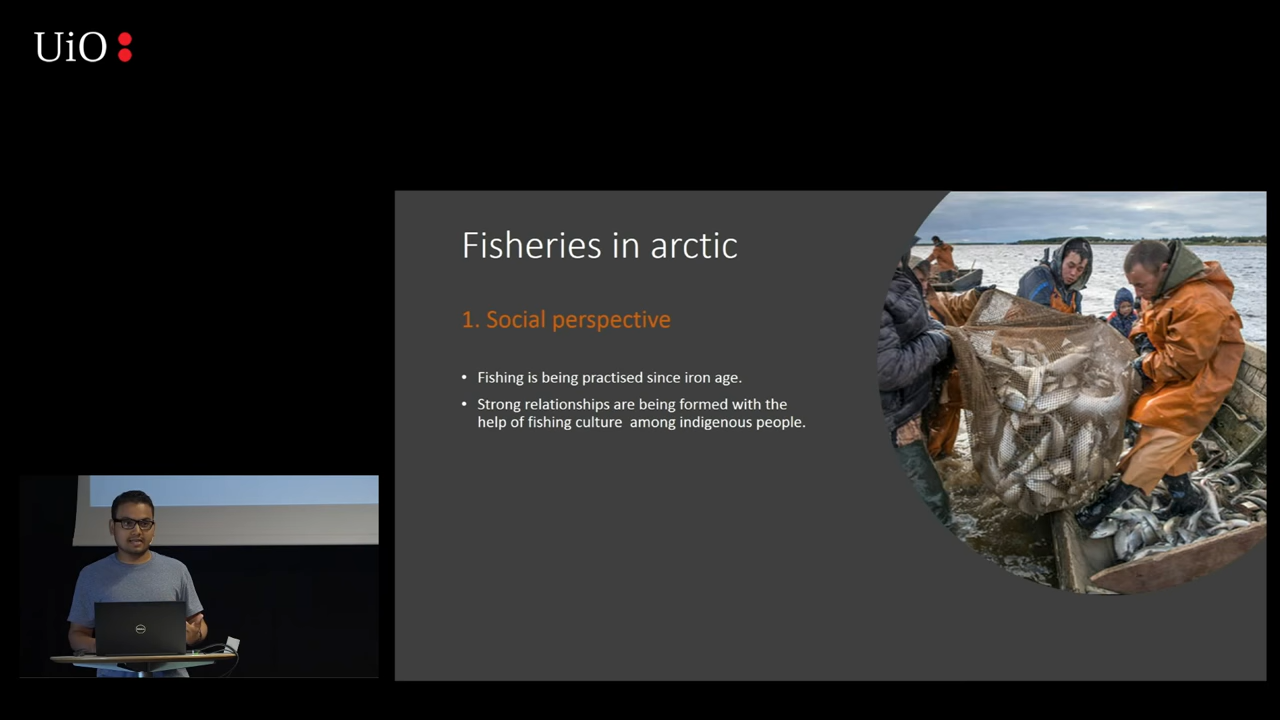 UiO
Fisheries in arctic
1. Social perspective
• Fishing is being practised since iron age.
• Strong relationships are being formed with the
help of fishing culture  among indigenous people.
DELL